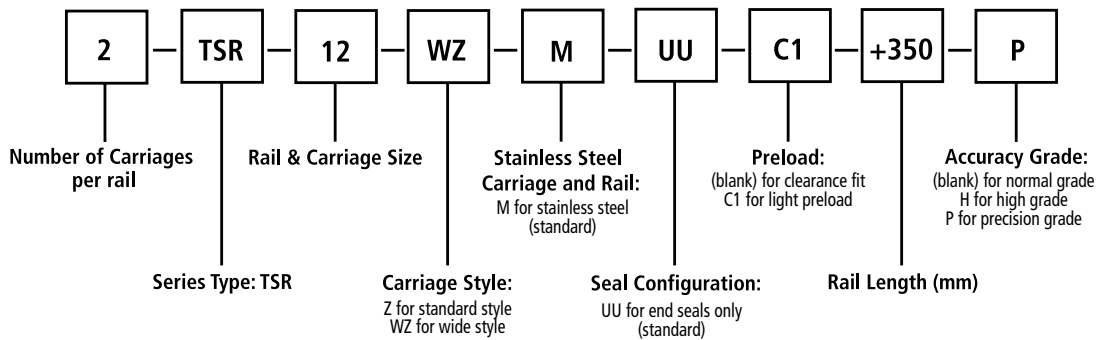 2 TSR 12 WZ M UU C1 +350 P
Number of Carriages
per rail
Rail & Carriage Size
Stainless Steel
Carriage and Rail:
M for stainless steel
(standard)
Preload:
(blank) for clearance fit
C1 for light preload
Accuracy Grade:
(blank) for normal grade
H for high grade
P for precision grade
Series Type: TSR
Carriage Style:
Z for standard style
WZ for wide style
Seal Configuration:
UU for end seals only
(standard)
Rail Length (mm)